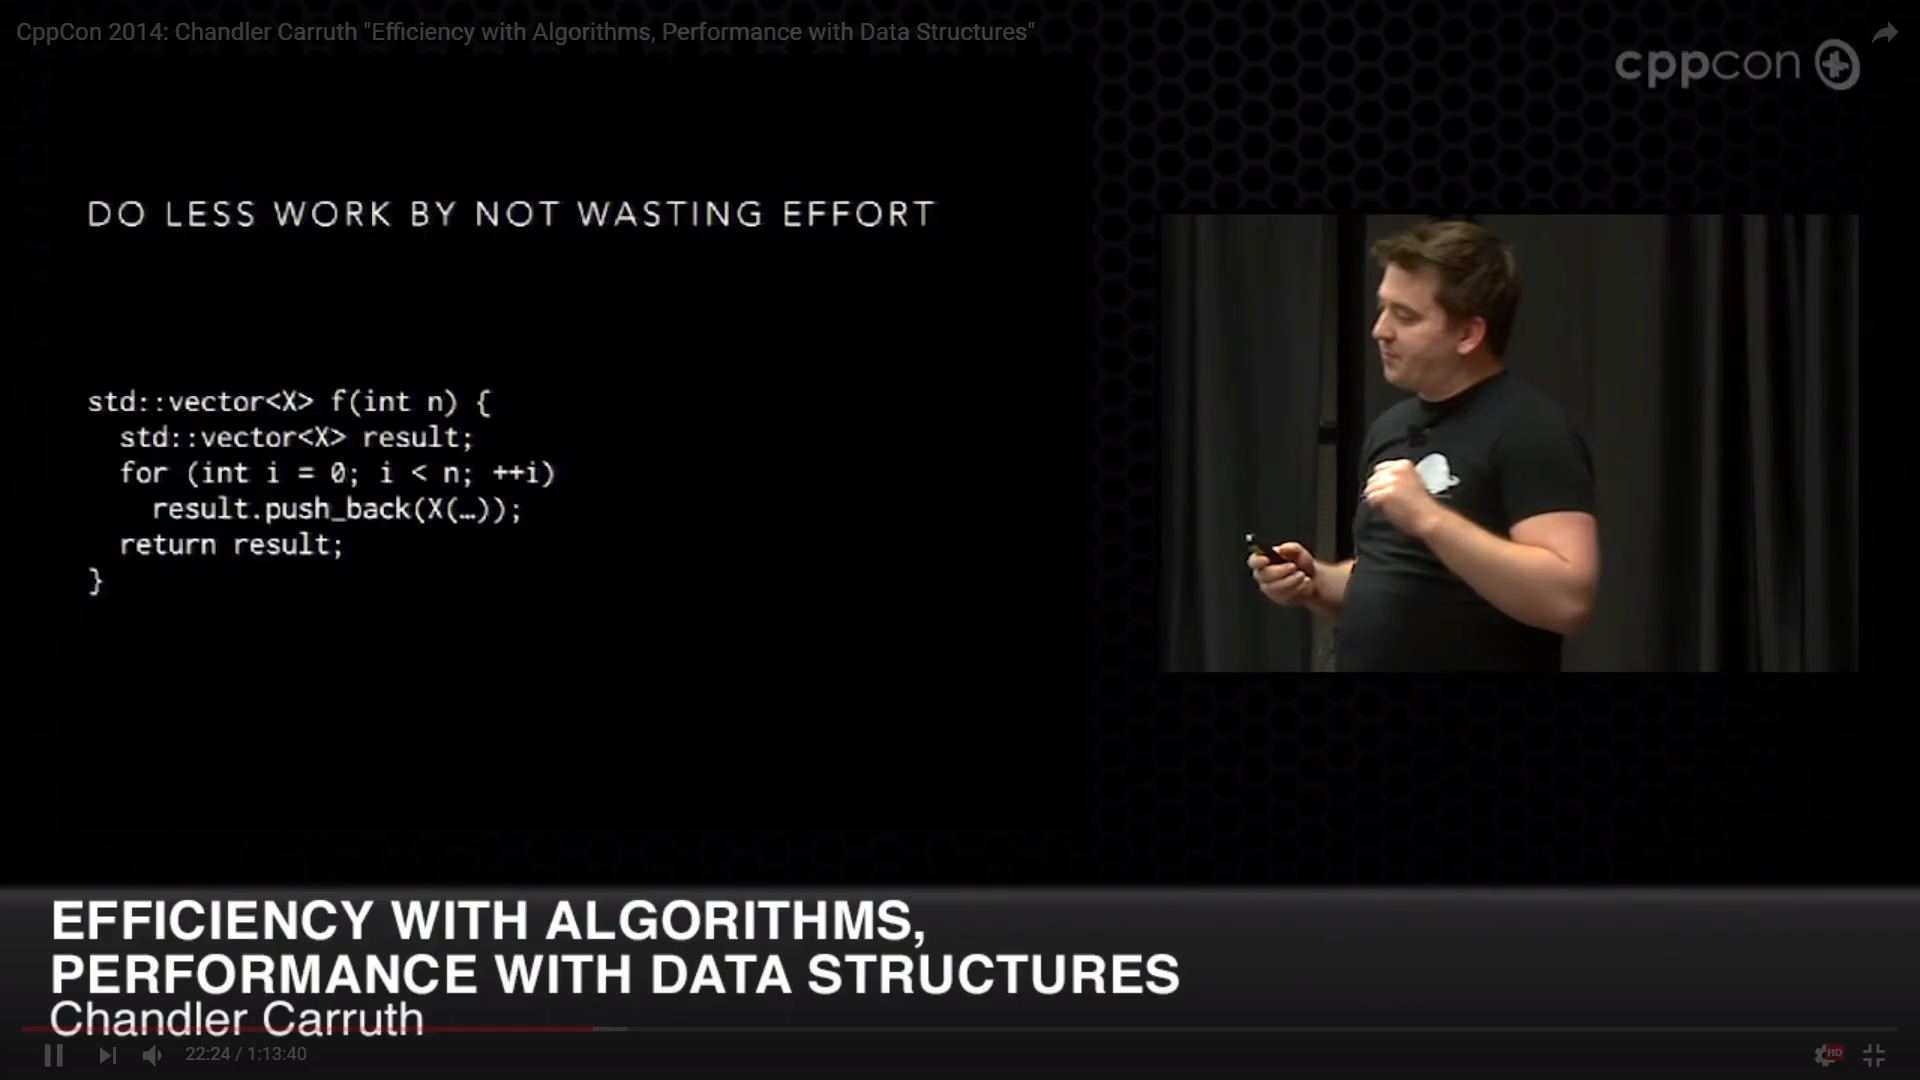 CppCon 2014: Chandler Carruth "Efficiency with Algorithms, Performance with Data Structures"
cppcon
DO LESS WORK BY NOT WASTING EFFORT
std::vector<X> f(int n) {
  std::vector<X> result;
  for (int i = 0; i < n; ++i)
    result.push_back(X(…));
  return result;
}
EFFICIENCY WITH ALGORITHMS,
PERFORMANCE WITH DATA STRUCTURES
Chandler Carruth
22:24 / 1:13:40
HD